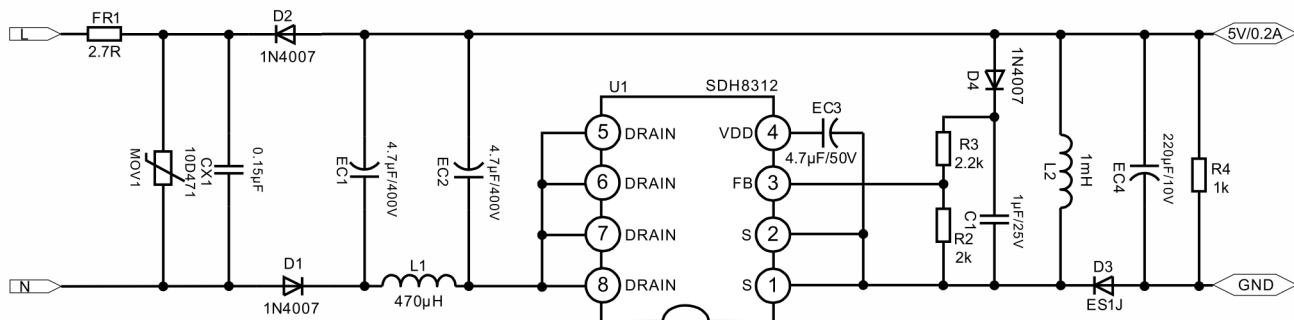 L
FR1
2.7R
D2
1N4007
MOV1
10D471
CX1
0.15μF
EC1
4.7μF/400V
EC2
4.7μF/400V
N
D1
1N4007
L1
470μH
U1
SDH8312
5
DRAIN
6
DRAIN
7
DRAIN
8
DRAIN
VDD
4
FB
3
S
2
S
1
EC3
4.7μF/50V
R3
2.2k
R2
2k
D4
1N4007
C1
1μF/25V
L2
1mH
EC4
220μF/10V
R4
1k
D3
ES1J
5V/0.2A
GND